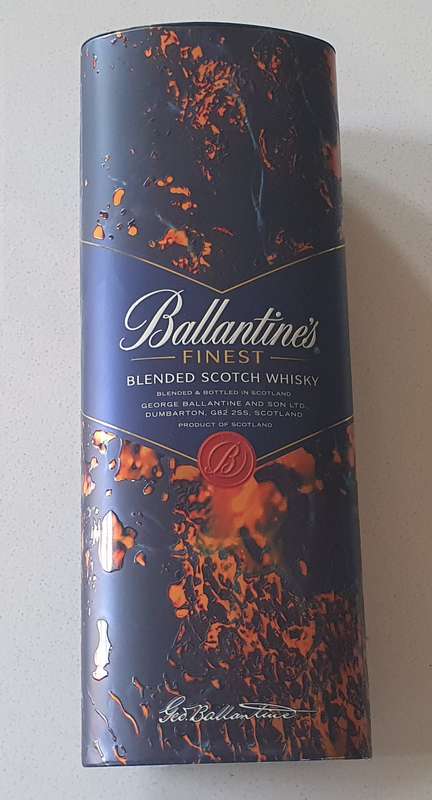 Ballantine's
FINEST
BLENDED SCOTCH WHISKY
BLENDED & BOTTLED IN SCOTLAND
GEORGE BALLANTINE AND SON LTD.,
DUMBARTON, G82 2SS, SCOTLAND
PRODUCT OF SCOTLAND
B
Geo. Ballantine